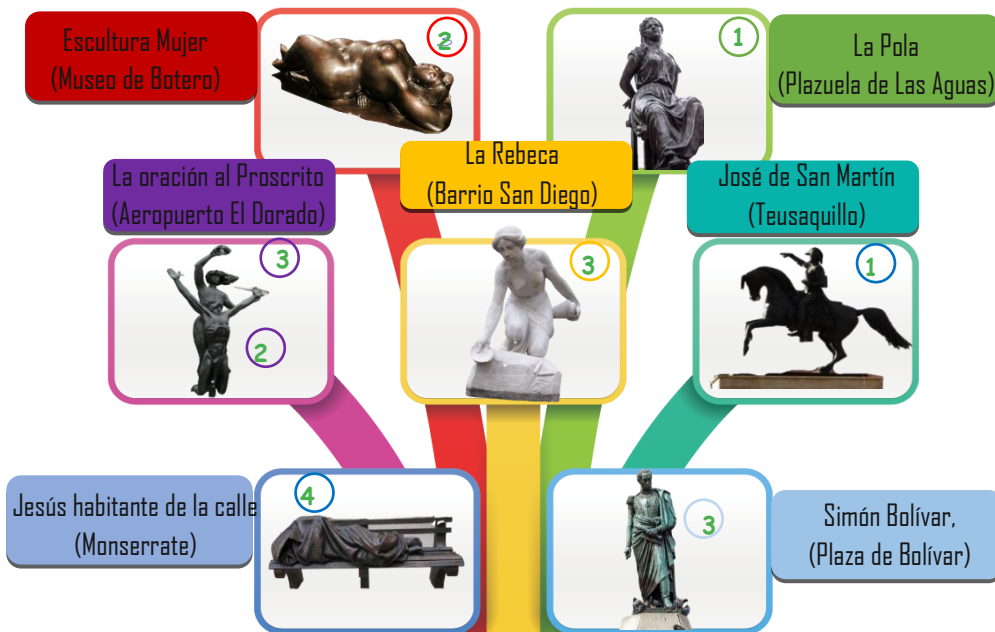 Escultura Mujer
(Museo de Botero)
2
1
La Pola
(Plazuela de Las Aguas)
La oración al Proscrito
(Aeropuerto El Dorado)
La Rebeca
(Barrio San Diego)
José de San Martín
(Teusaquillo)
3
2
3
1
Jesús habitante de la calle
(Monserrate)
4
3
Simón Bolívar,
(Plaza de Bolívar)